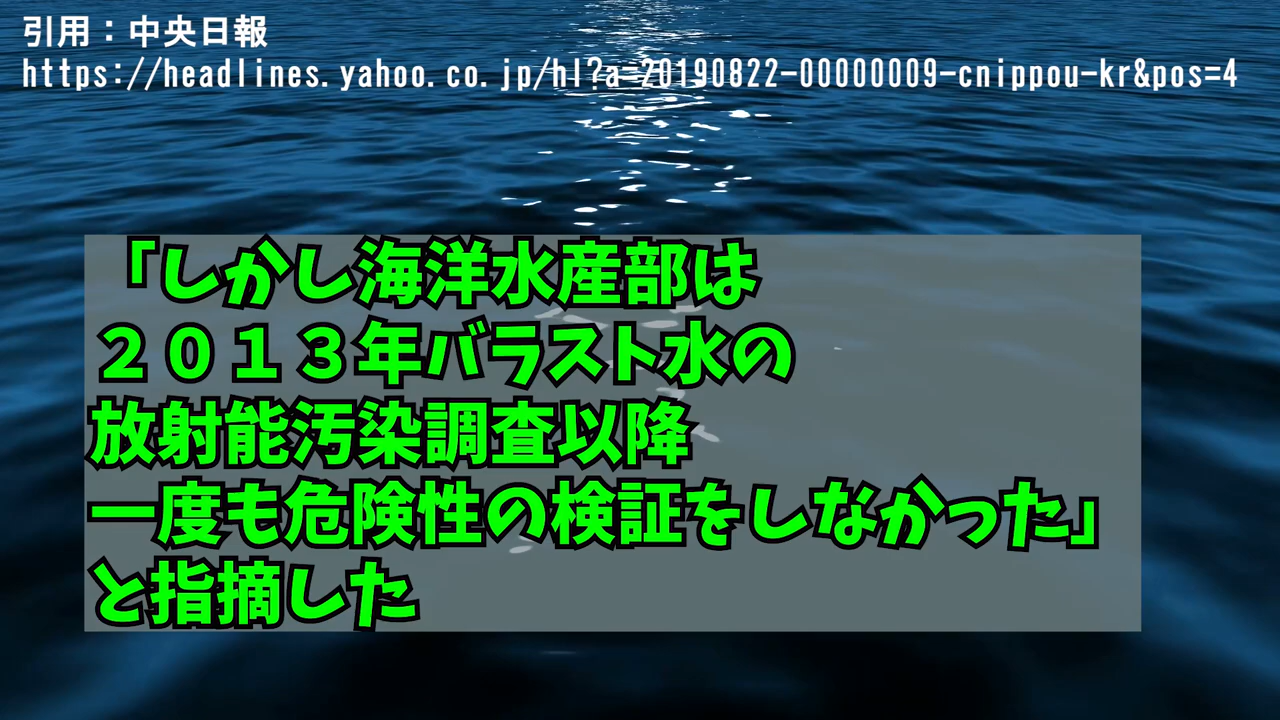 引用：中央日報
https://headlines.yahoo.co.jp/hl?a=20190822-00000009-cnippou-kr&pos=4
「しかし海洋水産部は
２０１３年バラスト水の
放射能汚染調査以降
一度も危険性の検証をしなかった」
と指摘した